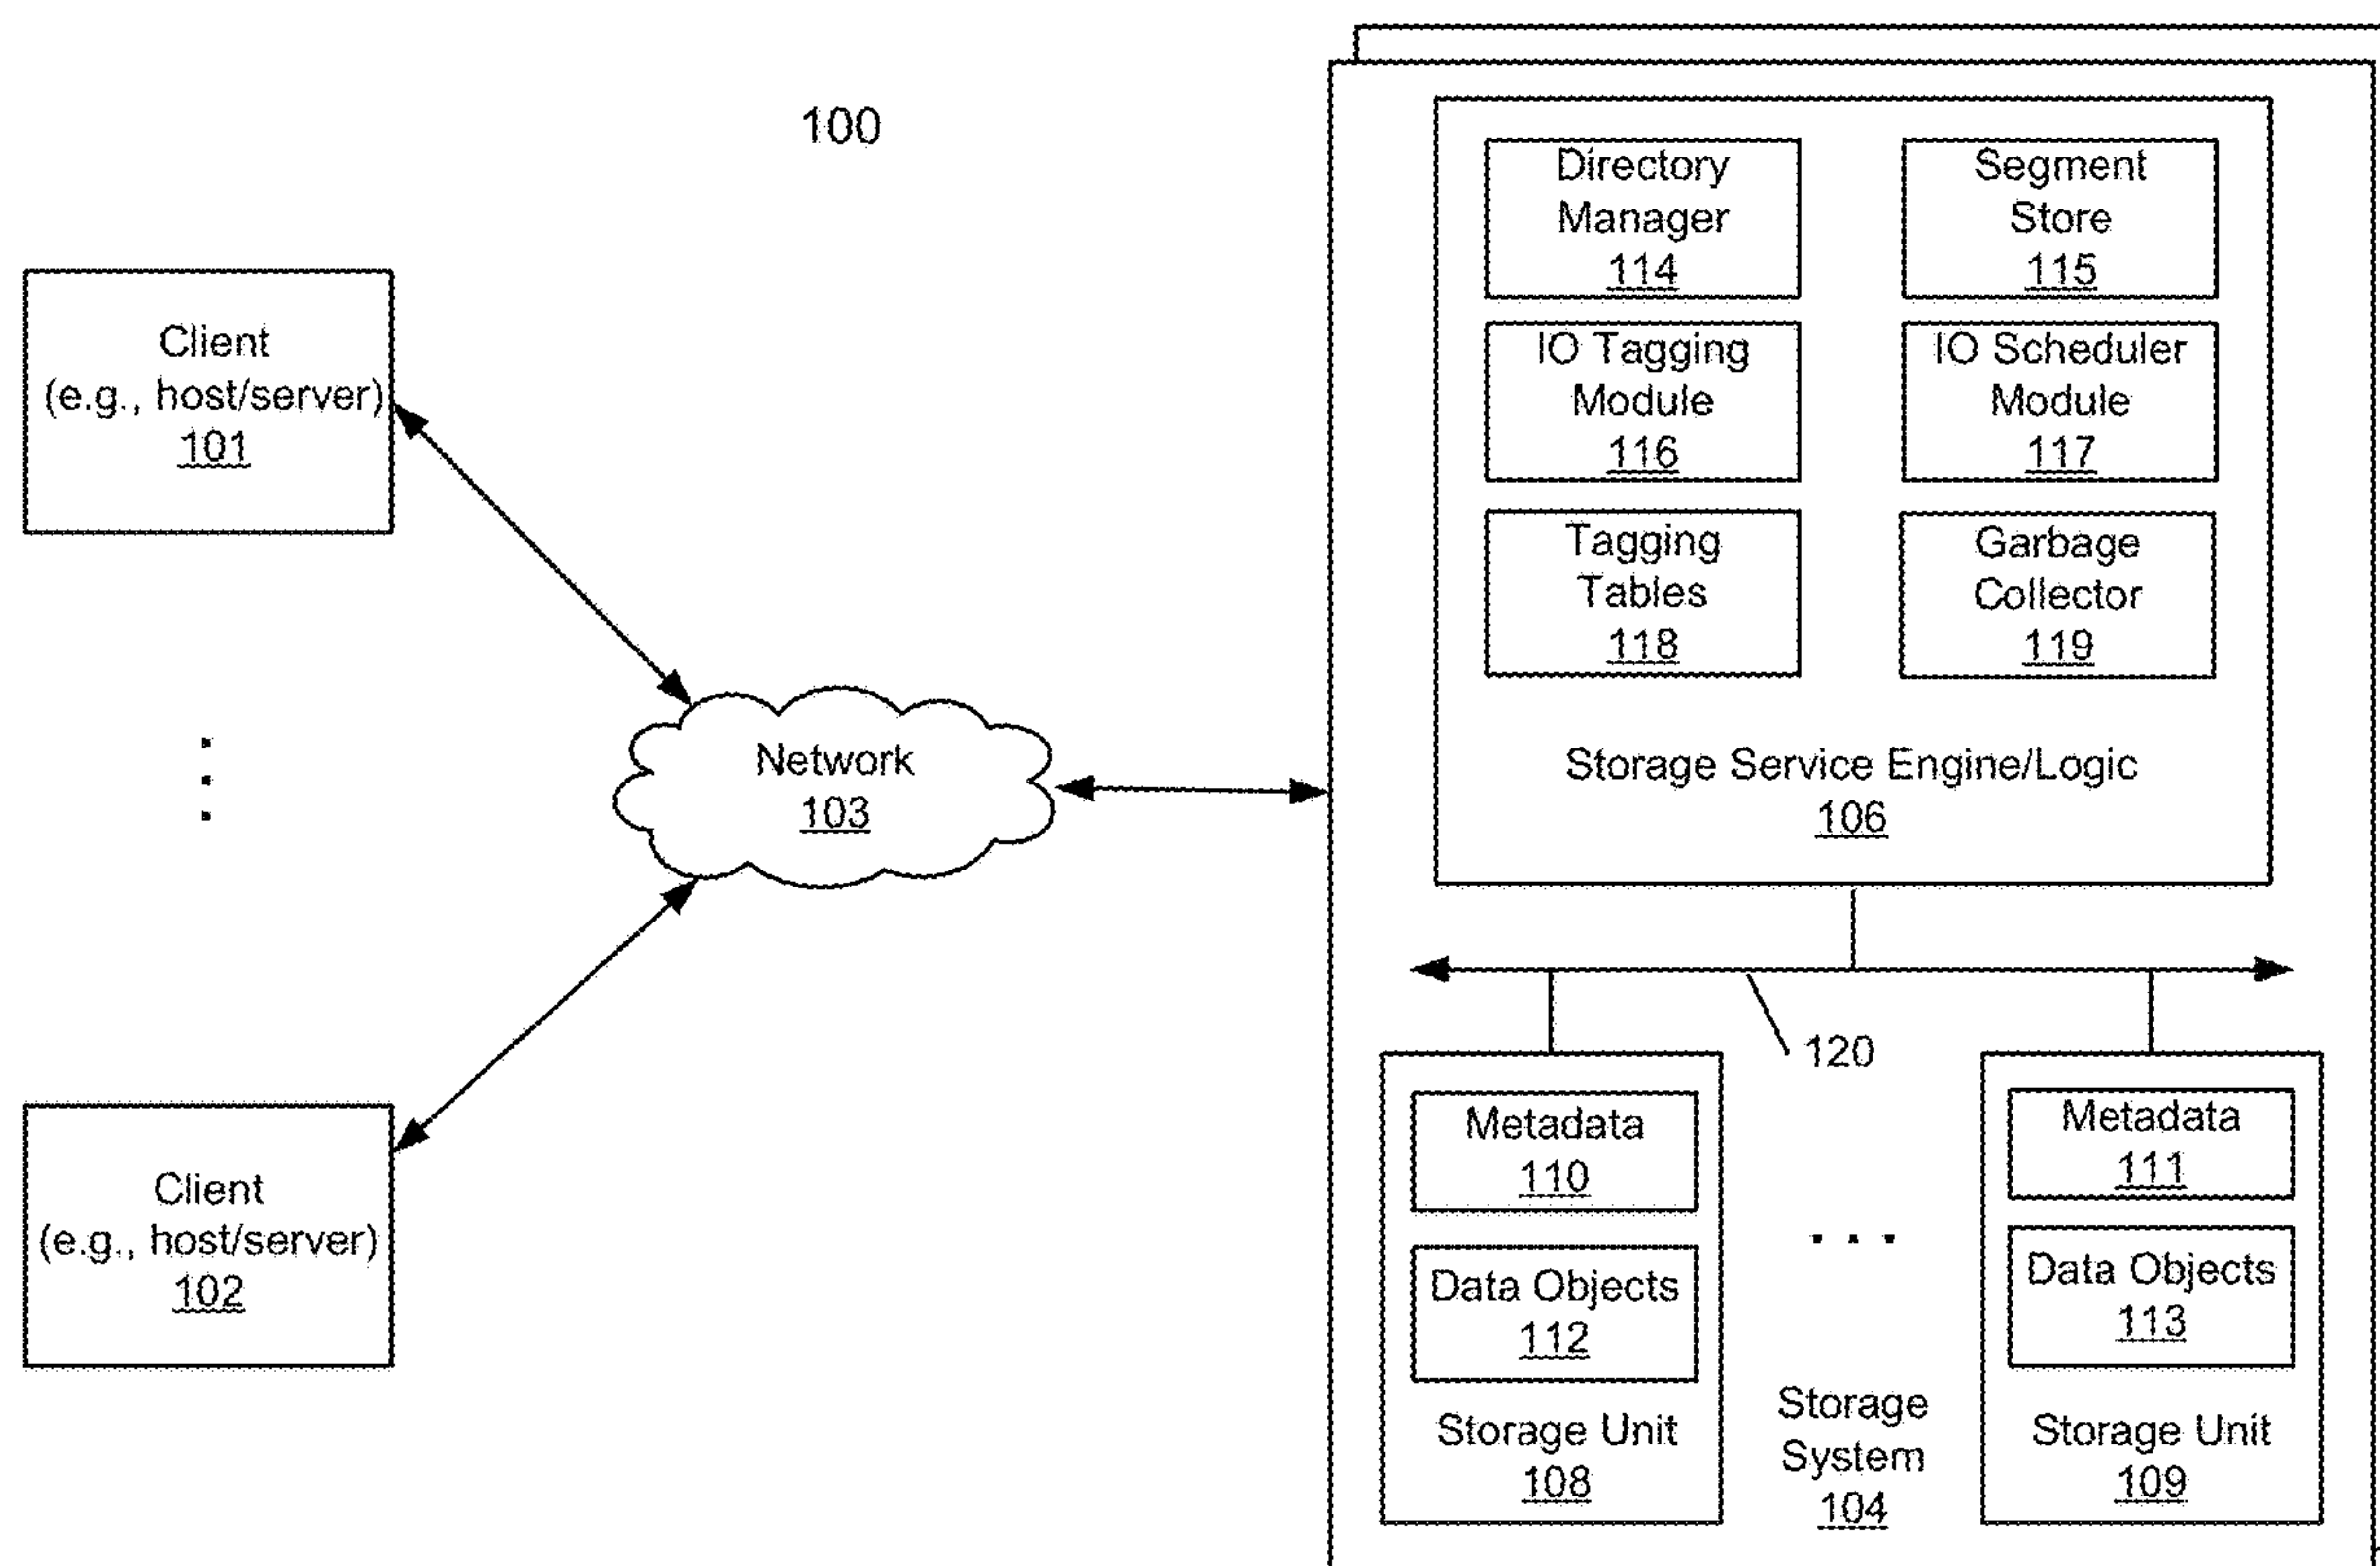 100
Client
(e.g., host/server)
101
Client
(e.g., host/server)
102
Network
103
Directory
Manager
114
Segment
Store
115
IO Tagging
Module
116
IO Scheduler
Module
117
Tagging
Tables
118
Garbage
Collector
119
Storage Service Engine/Logic
106
120
Metadata
110
Data Objects
112
Storage Unit
108
Storage
System
104
Metadata
111
Data Objects
113
Storage Unit
109